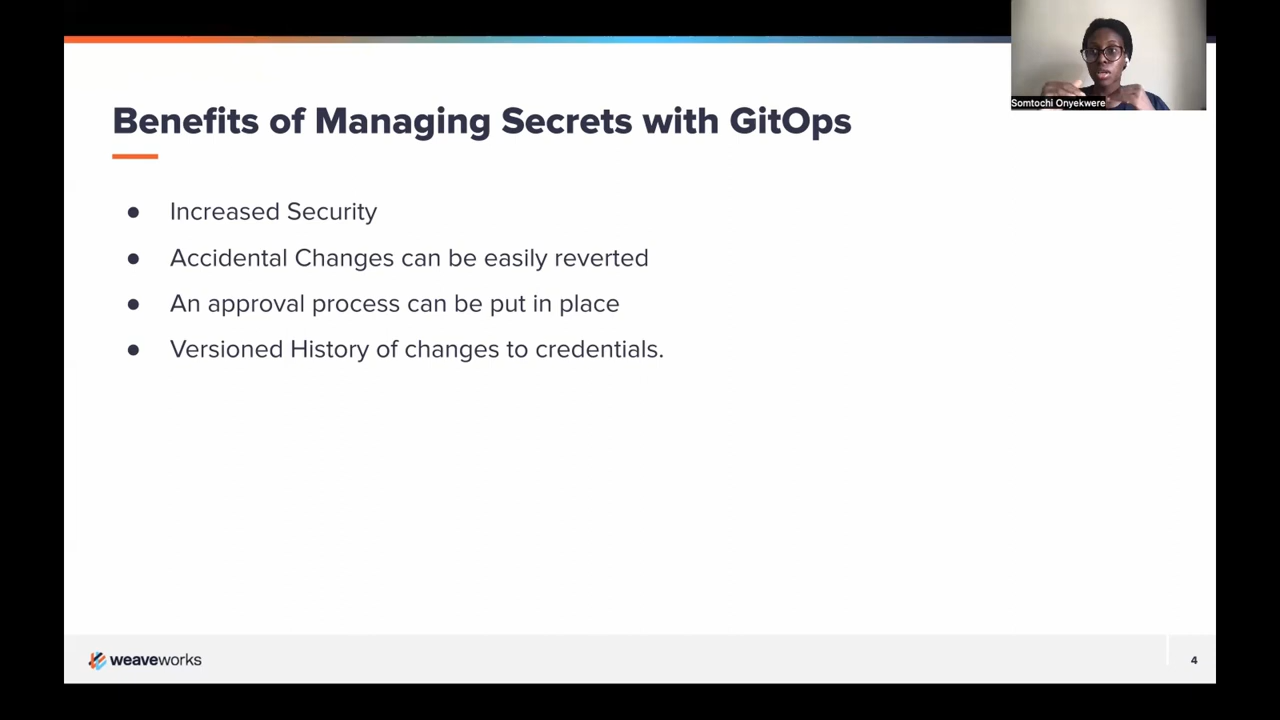 Somtochi Onyekwere
Benefits of Managing Secrets with GitOps
● Increased Security
● Accidental Changes can be easily reverted
● An approval process can be put in place
● Versioned History of changes to credentials.
weaveworks
4